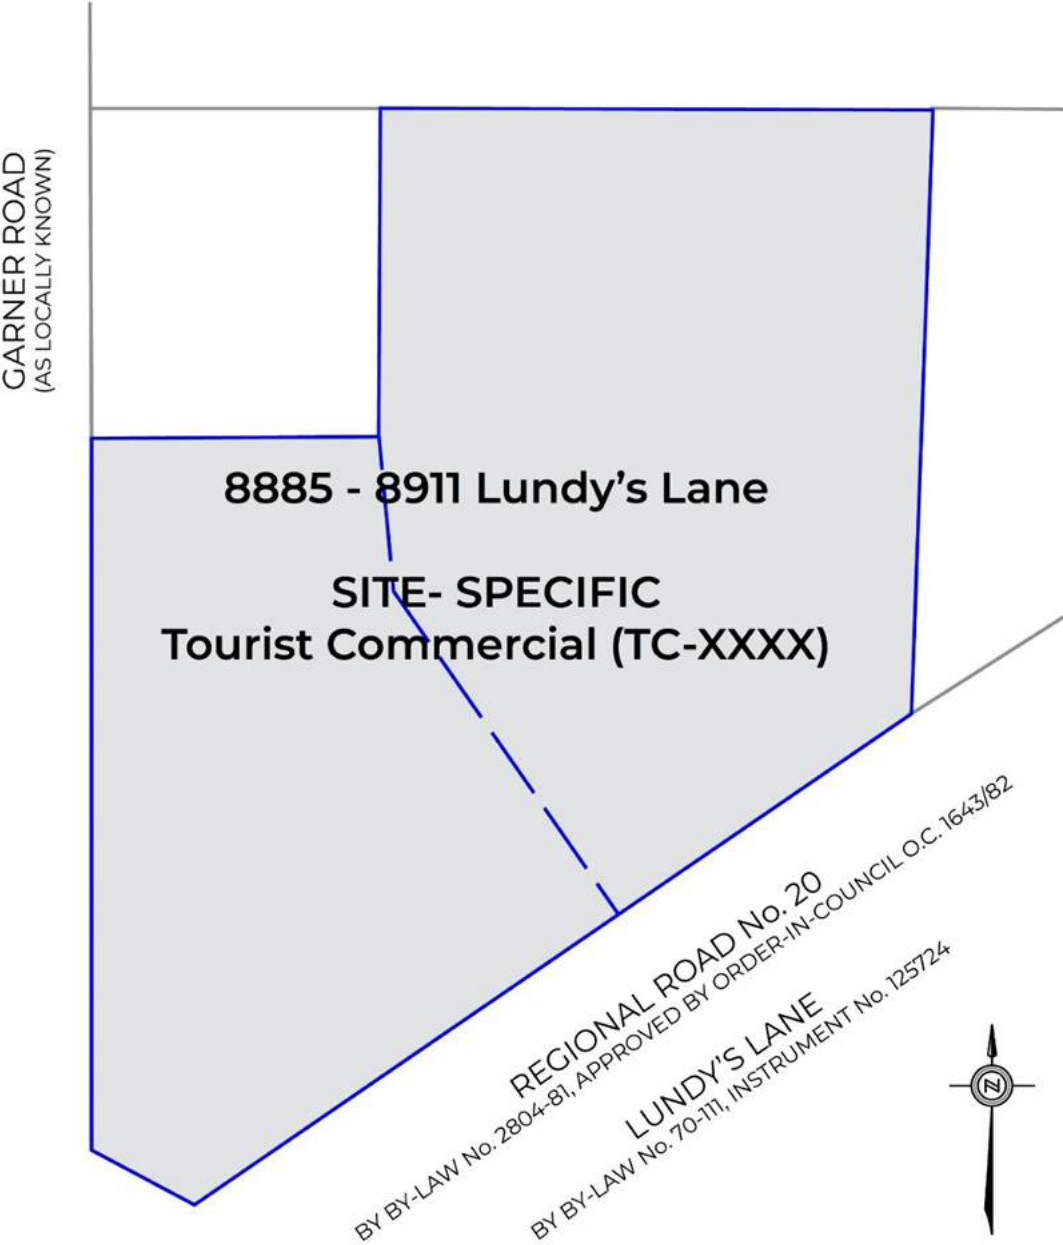 GARNER ROAD
(AS LOCALLY KNOWN)
8885 - 8911 Lundy’s Lane
SITE- SPECIFIC
Tourist Commercial (TC-XXXX)
REGIONAL ROAD No. 20
BY BY-LAW No. 2804-81, APPROVED BY ORDER-IN-COUNCIL O.C. 1643/82
LUNDY’S LANE
BY BY-LAW No. 70-111, INSTRUMENT No. 125724
N